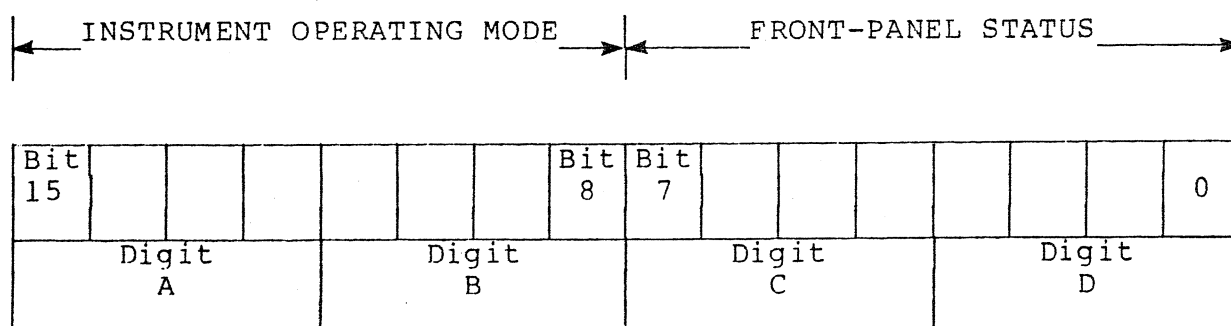 INSTRUMENT OPERATING MODE FRONT-PANEL STATUS
Bit Bit Bit
15 8 7 0
Digit Digit Digit Digit
A B C D